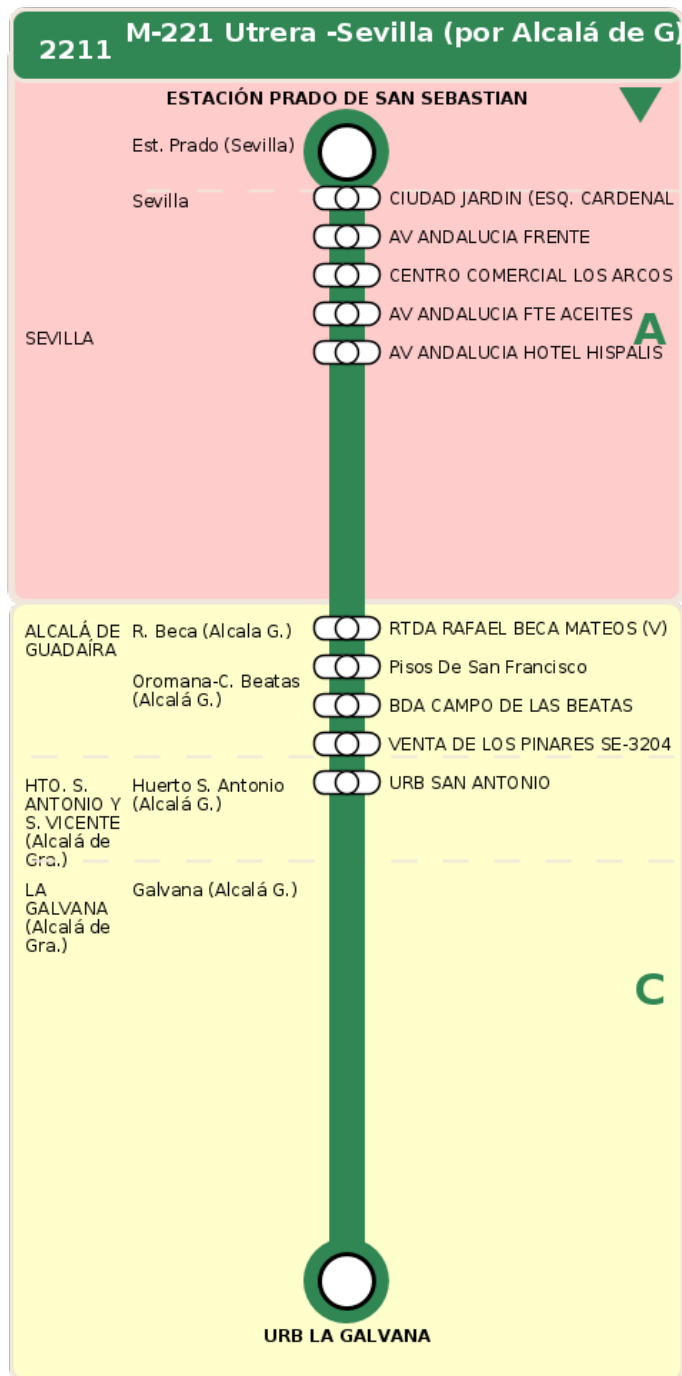 2211
M-221 Utrera -Sevilla (por Alcalá de G)
ESTACIÓN PRADO DE SAN SEBASTIAN
Est. Prado (Sevilla)
Sevilla
CIUDAD JARDIN (ESQ. CARDENAL
AV ANDALUCIA FRENTE
CENTRO COMERCIAL LOS ARCOS
AV ANDALUCIA FTE ACEITES
A
SEVILLA
AV ANDALUCIA HOTEL HISPALIS
ALCALÁ DE
GUADAÍRA
R. Beca (Alcala G.)
RTDA RAFAEL BECA MATEOS (V)
Oromana-C. Beatas
(Alcalá G.)
Pisos De San Francisco
BDA CAMPO DE LAS BEATAS
VENTA DE LOS PINARES SE-3204
HTO. S.
ANTONIO Y
S. VICENTE
(Alcalá de
Gra.)
Huerto S. Antonio
(Alcalá G.)
URB SAN ANTONIO
LA
GALVANA
(Alcalá de
Gra.)
Galvana (Alcalá G.)
C
URB LA GALVANA